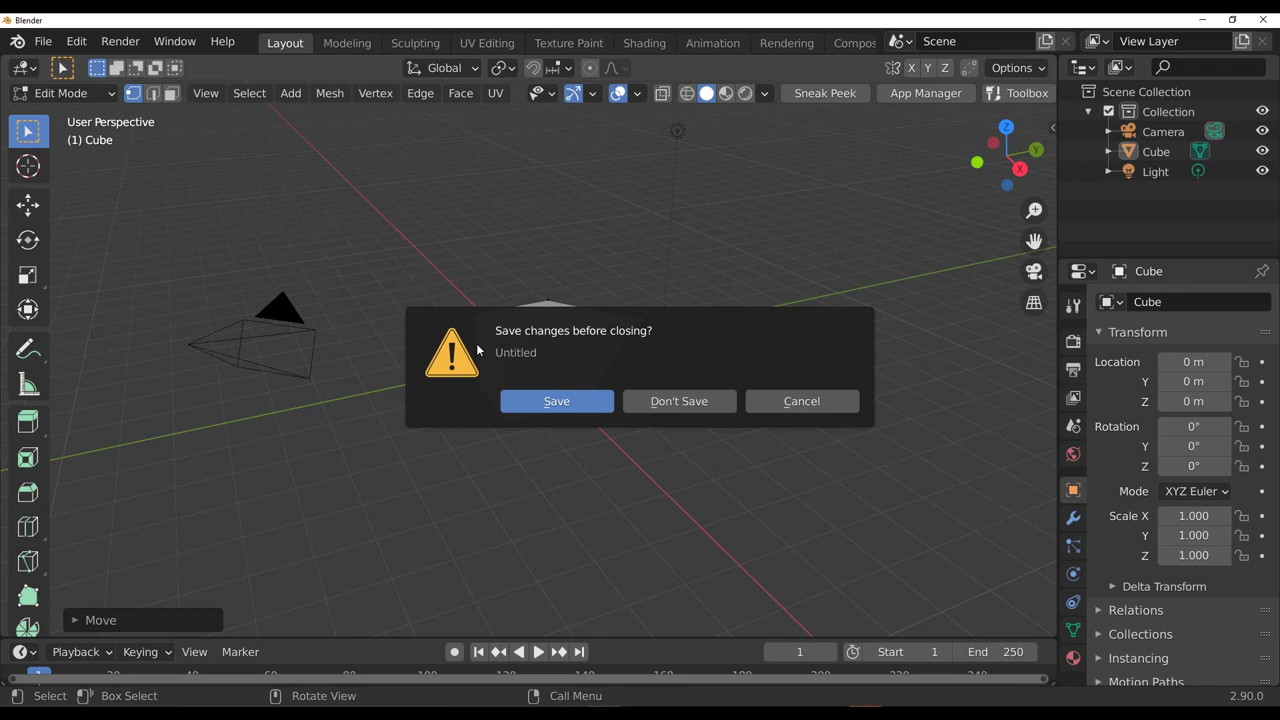 Blender
File Edit Render Window Help Layout Modeling Sculpting UV Editing Texture Paint Shading Animation Rendering Compos Scene View Layer
Global X Y Z Options
Edit Mode View Select Add Mesh Vertex Edge Face UV Sneak Peek App Manager Toolbox
User Perspective
(1) Cube
Z
Y
X
Scene Collection
Collection
Camera
Cube
Light
Cube
Cube
Transform
Location 0 m
Y 0 m
Z 0 m
Rotation 0°
Y 0°
Z 0°
Mode XYZ Euler
Scale X 1.000
Y 1.000
Z 1.000
Delta Transform
Relations
Collections
Instancing
Motion Paths
Save changes before closing?
Untitled
Save Don't Save Cancel
Move
Playback Keying View Marker 1 Start 1 End 250
1
Select Box Select Rotate View Call Menu 2.90.0